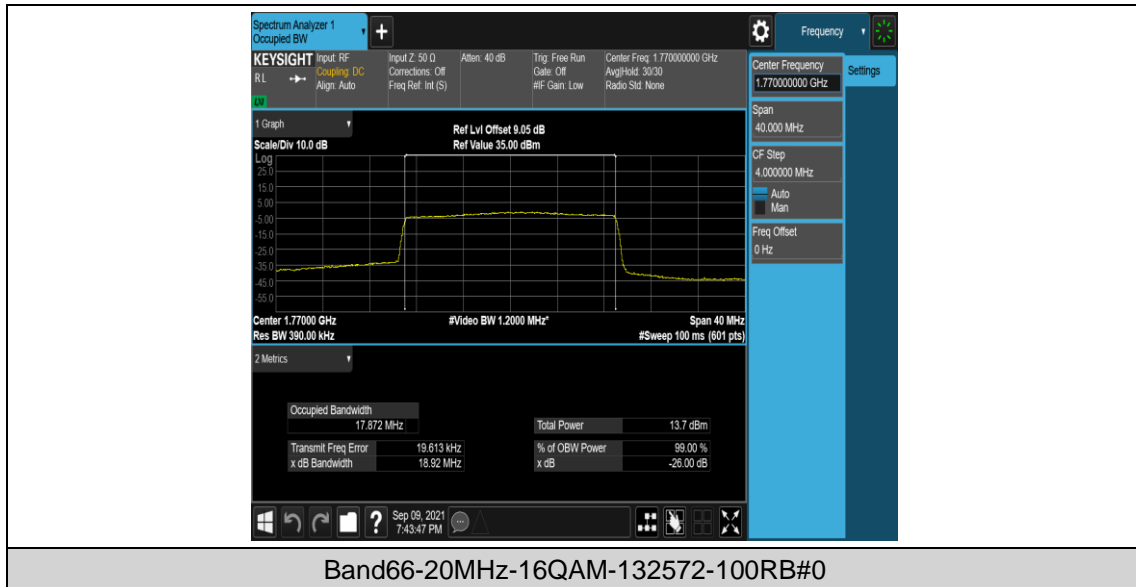 Spectrum Analyzer 1
Occupied BW
+
Frequency
KEYSIGHT
RL
LXI
Input: RF
Coupling: DC
Align: Auto
Input Z: 50 Ω
Corrections: Off
Freq Ref: Int (S)
Atten: 40 dB
Trig: Free Run
Gate: Off
#IF Gain: Low
Center Freq: 1.770000000 GHz
Avg|Hold: 30/30
Radio Std: None
Center Frequency
1.770000000 GHz
Settings
Span
40.000 MHz
CF Step
4.000000 MHz
Auto
Man
Freq Offset
0 Hz
1 Graph
Scale/Div 10.0 dB
Ref Lvl Offset 9.05 dB
Ref Value 35.00 dBm
Log
25.0
15.0
5.00
-5.00
-15.0
-25.0
-35.0
-45.0
-55.0
Center 1.77000 GHz
Res BW 390.00 kHz
#Video BW 1.2000 MHz*
Span 40 MHz
#Sweep 100 ms (601 pts)
2 Metrics
Occupied Bandwidth
17.872 MHz
Total Power 13.7 dBm
Transmit Freq Error 19.613 kHz
% of OBW Power 99.00 %
x dB Bandwidth 18.92 MHz
x dB -26.00 dB
?
Sep 09, 2021
7:43:47 PM
Band66-20MHz-16QAM-132572-100RB#0